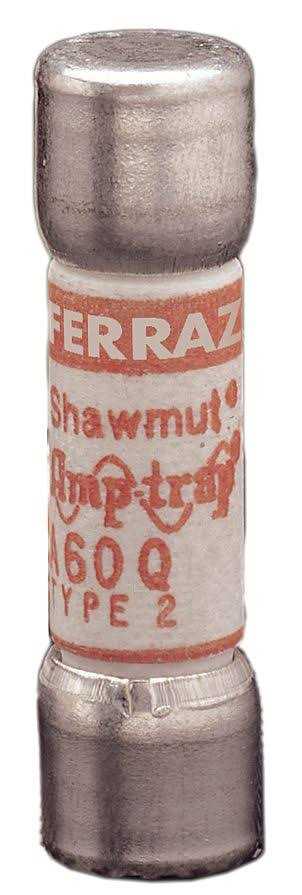 FERRAZ
Shawmut
Amp-trap
A60Q
TYPE 2